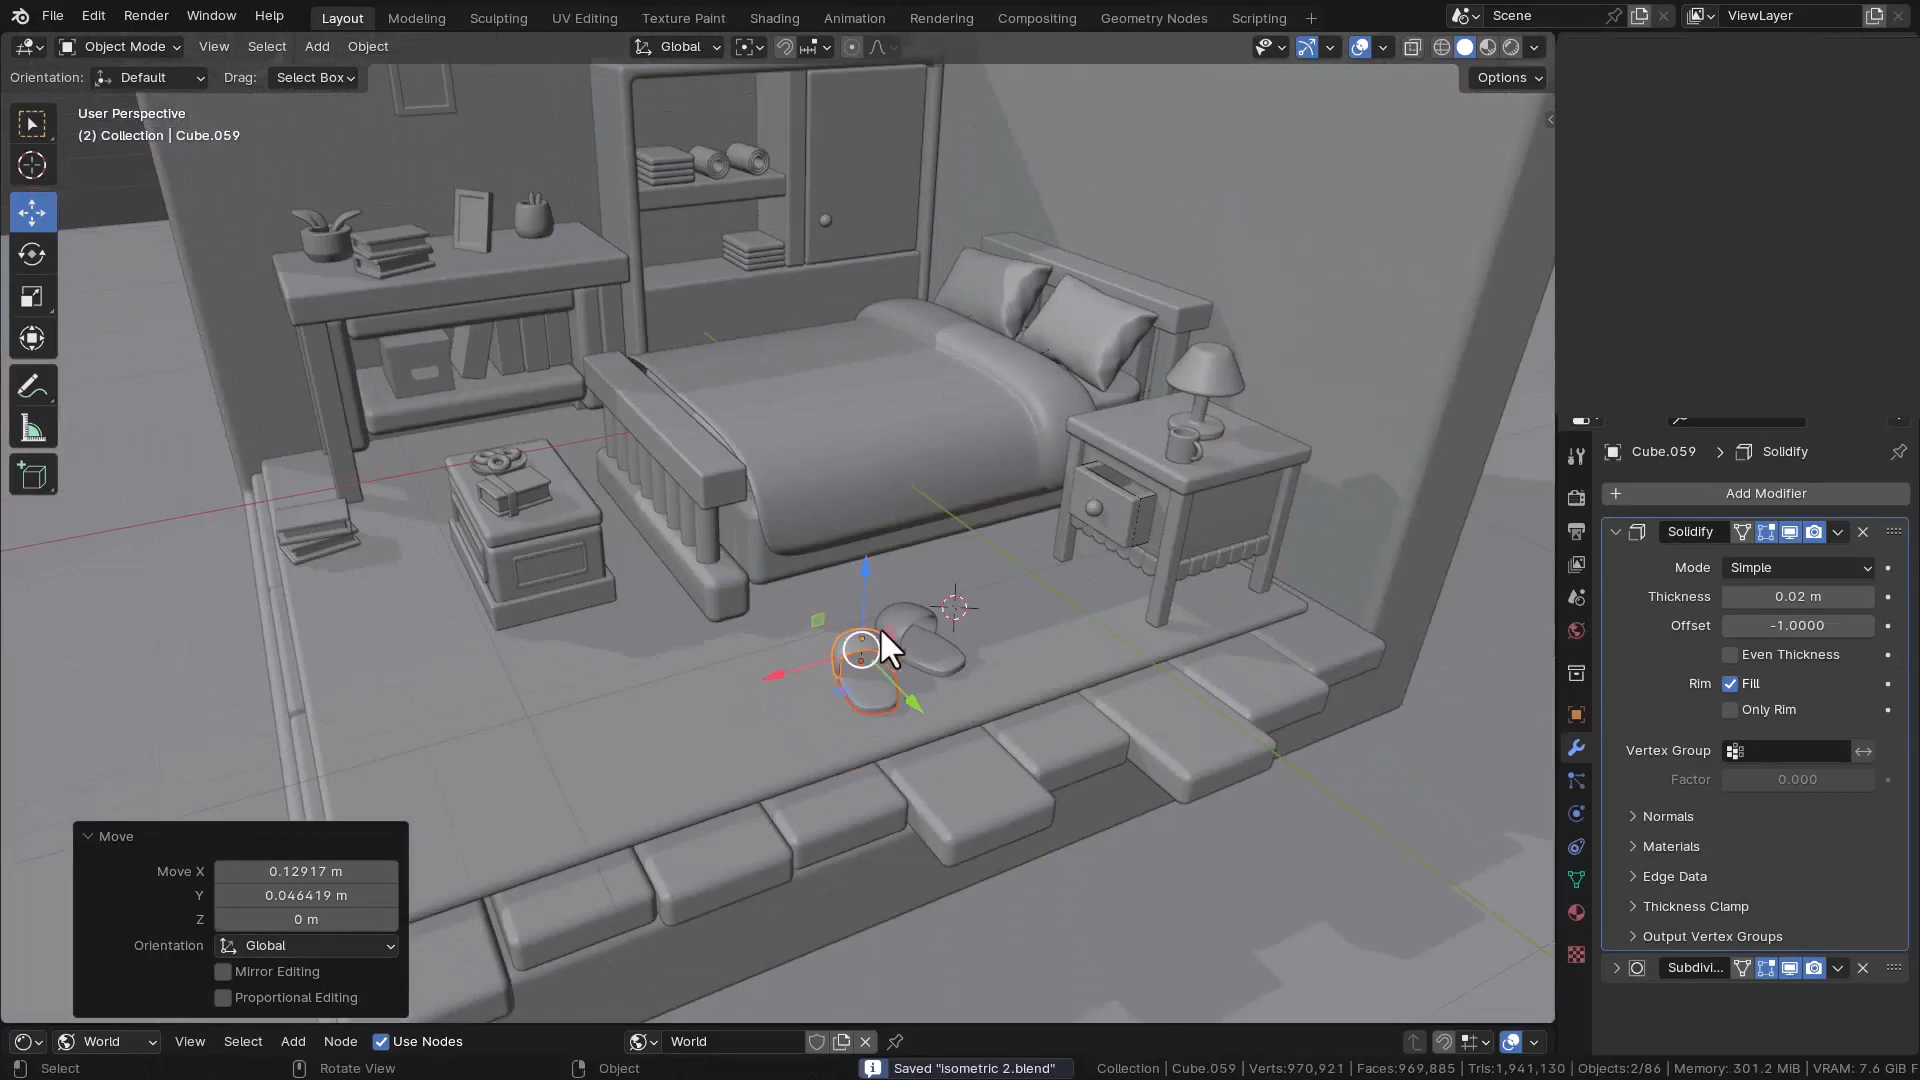 File Edit Render Window Help Layout Modeling Sculpting UV Editing Texture Paint Shading Animation Rendering Compositing Geometry Nodes Scripting Scene ViewLayer
Object Mode View Select Add Object Global
Orientation: Default Drag: Select Box Options
User Perspective
(2) Collection | Cube.059
Cube.059 Solidify
Add Modifier
Solidify
Mode Simple
Thickness 0.02 m
Offset -1.0000
Even Thickness
Rim Fill
Only Rim
Vertex Group
Factor 0.000
Normals
Materials
Edge Data
Thickness Clamp
Output Vertex Groups
Subdivi...
Move
Move X 0.12917 m
Y 0.046419 m
Z 0 m
Orientation Global
Mirror Editing
Proportional Editing
World View Select Add Node Use Nodes World
Select Rotate View Object Saved "isometric 2.blend" Collection | Cube.059 | Verts:970,921 | Faces:969,885 | Tris:1,941,130 | Objects:2/86 | Memory: 301.2 MiB | VRAM: 7.6 GiB F